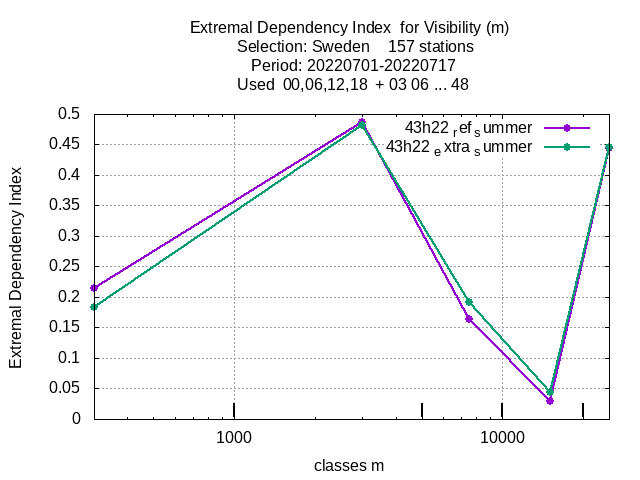 Extremal Dependency Index for Visibility (m)
Selection: Sweden 157 stations
Period: 20220701-20220717
Used 00,06,12,18 + 03 06 ... 48
43h22 ref summer
43h22 extra summer
Extremal Dependency Index
0.5
0.45
0.4
0.35
0.3
0.25
0.2
0.15
0.1
0.05
0
1000 10000
classes m